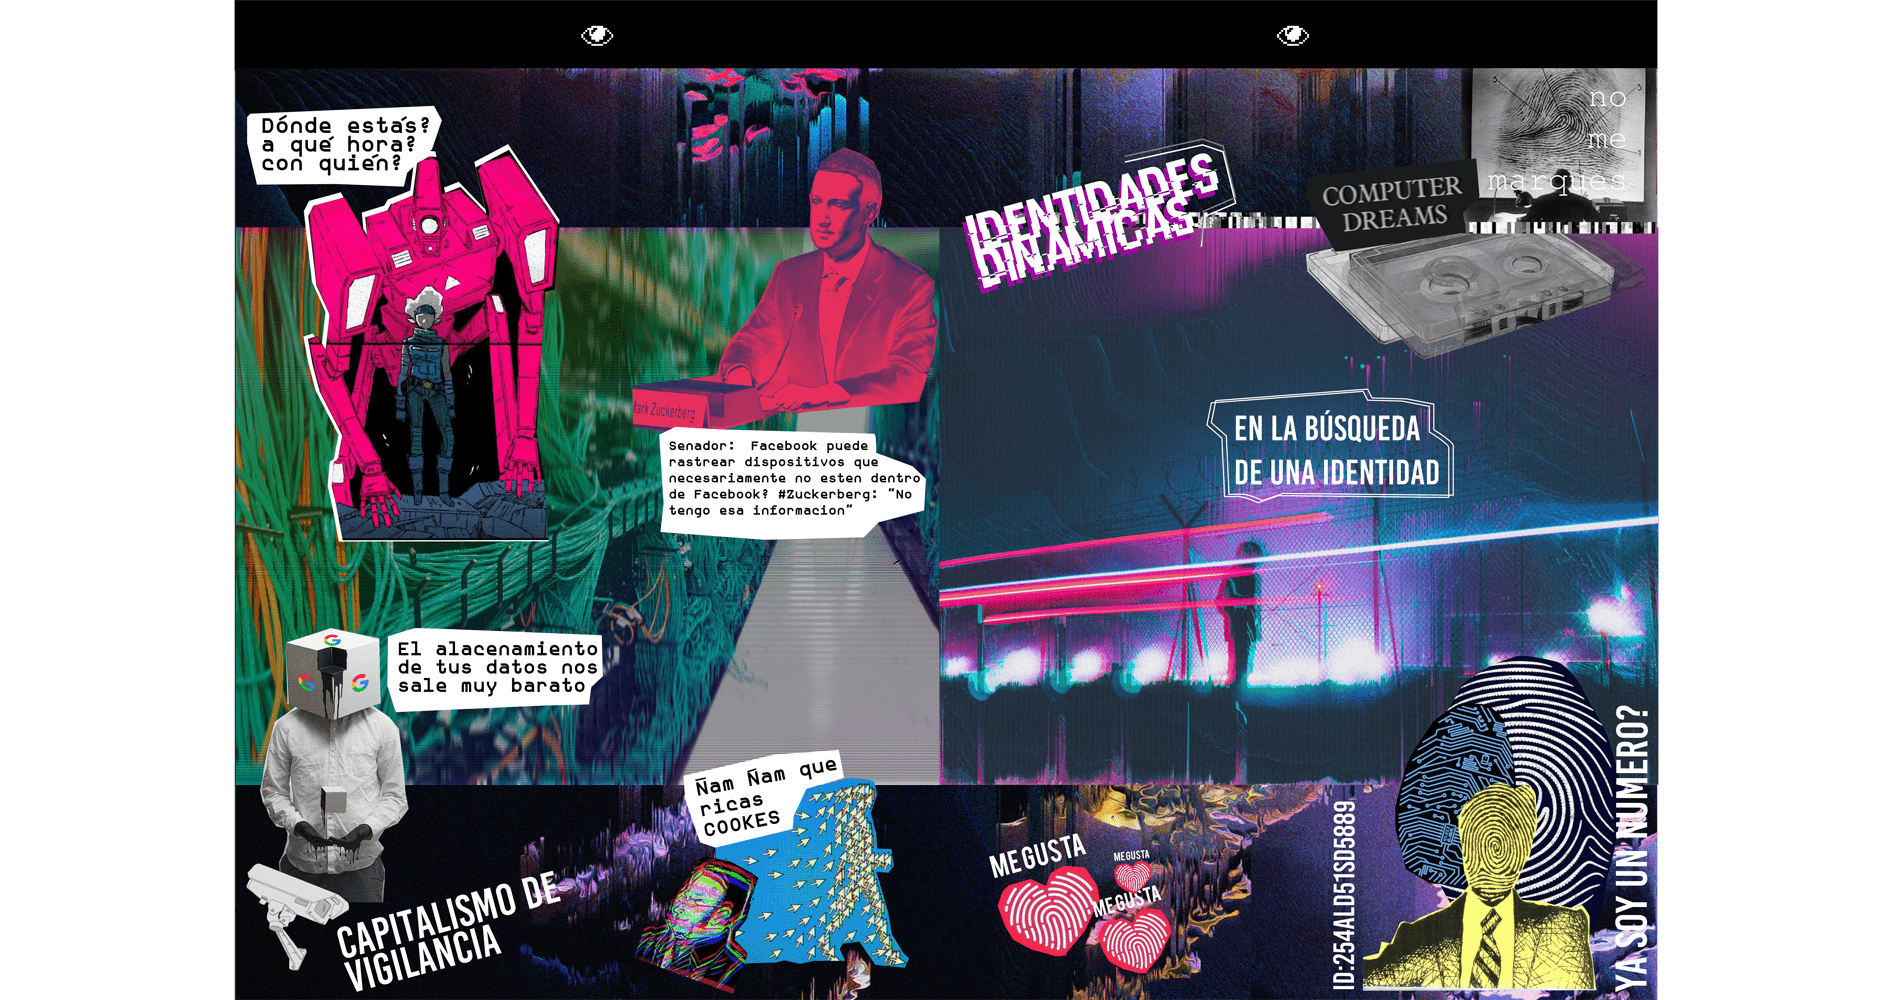 Dónde estás?
a qué hora?
con quién?
no
me
marques
COMPUTER
DREAMS
IDENTIDADES
DINAMICAS
Mark Zuckerberg
Senador: Facebook puede
rastrear dispositivos que
necesariamente no esten dentro
de Facebook? #Zuckerberg: "No
tengo esa informacion"
EN LA BÚSQUEDA
DE UNA IDENTIDAD
G
G
G
El alacenamiento
de tus datos nos
sale muy barato
Ñam Ñam que
ricas
COOKES
CAPITALISMO DE
VIGILANCIA
ME GUSTA
ME GUSTA
ME GUSTA
ID:254ALD51SD5889
YA SOY UN NUMERO?